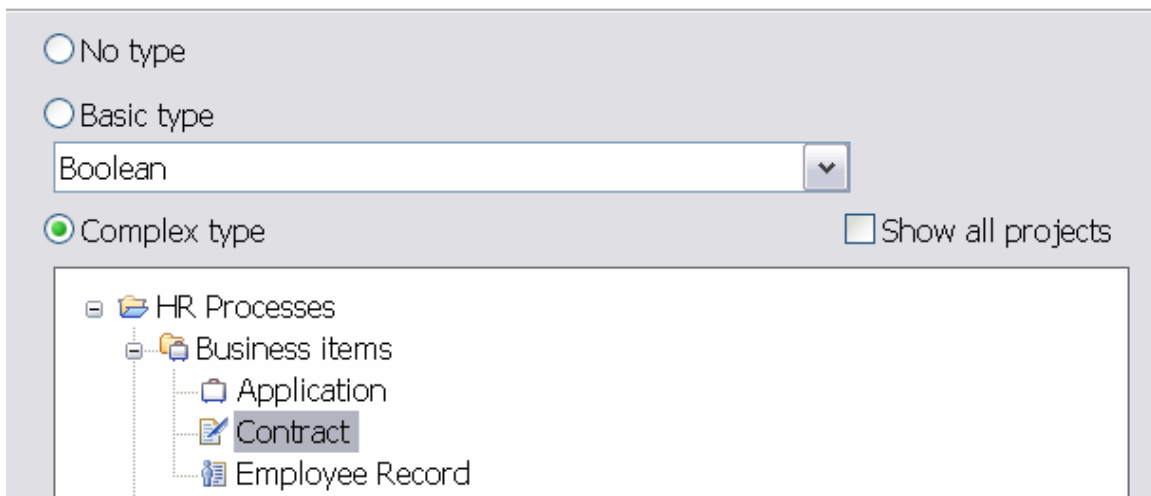 No type
Basic type
Boolean
Complex type Show all projects
HR Processes
Business items
Application
Contract
Employee Record